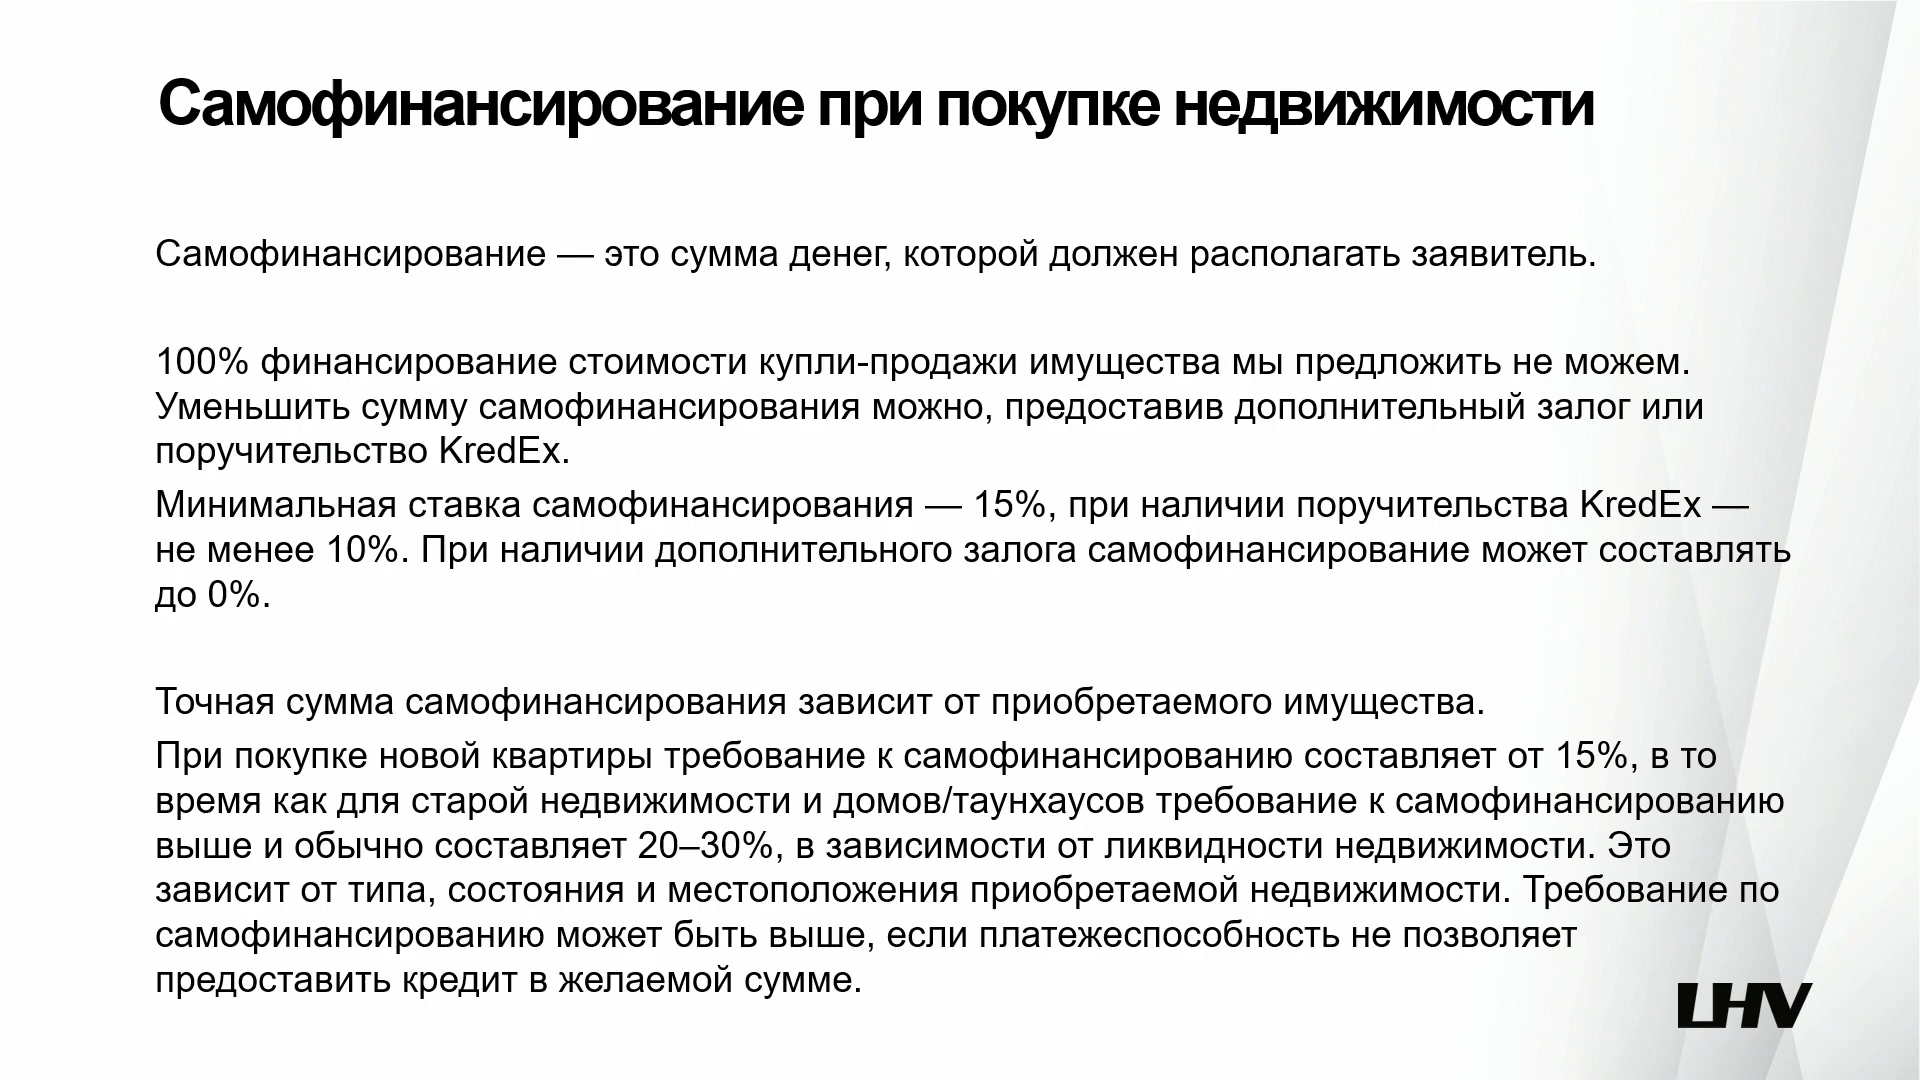 Самофинансирование при покупке недвижимости
Самофинансирование — это сумма денег, которой должен располагать заявитель.
100% финансирование стоимости купли-продажи имущества мы предложить не можем.
Уменьшить сумму самофинансирования можно, предоставив дополнительный залог или
поручительство KredEx.
Минимальная ставка самофинансирования — 15%, при наличии поручительства KredEx —
не менее 10%. При наличии дополнительного залога самофинансирование может составлять
до 0%.
Точная сумма самофинансирования зависит от приобретаемого имущества.
При покупке новой квартиры требование к самофинансированию составляет от 15%, в то
время как для старой недвижимости и домов/таунхаусов требование к самофинансированию
выше и обычно составляет 20–30%, в зависимости от ликвидности недвижимости. Это
зависит от типа, состояния и местоположения приобретаемой недвижимости. Требование по
самофинансированию может быть выше, если платежеспособность не позволяет
предоставить кредит в желаемой сумме.
LHV